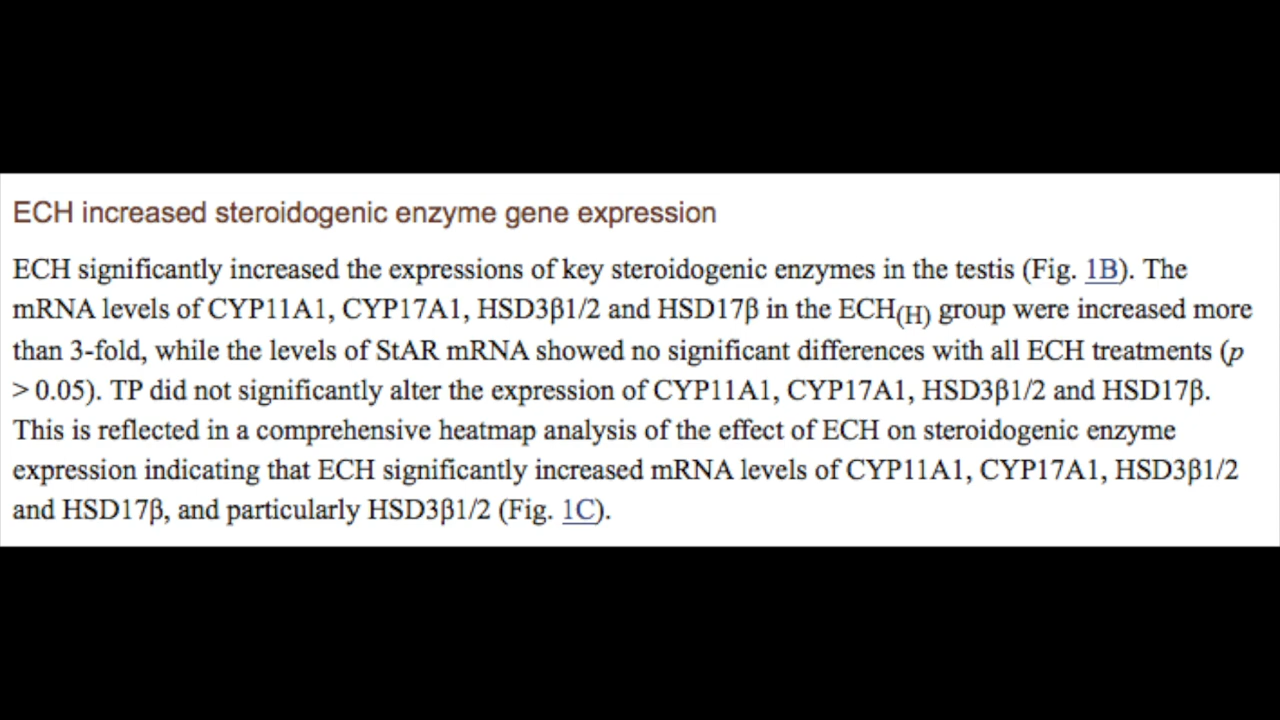 ECH increased steroidogenic enzyme gene expression
ECH significantly increased the expressions of key steroidogenic enzymes in the testis (Fig. 1B). The
mRNA levels of CYP11A1, CYP17A1, HSD3β1/2 and HSD17β in the ECH(H) group were increased more
than 3-fold, while the levels of StAR mRNA showed no significant differences with all ECH treatments (p
> 0.05). TP did not significantly alter the expression of CYP11A1, CYP17A1, HSD3β1/2 and HSD17β.
This is reflected in a comprehensive heatmap analysis of the effect of ECH on steroidogenic enzyme
expression indicating that ECH significantly increased mRNA levels of CYP11A1, CYP17A1, HSD3β1/2
and HSD17β, and particularly HSD3β1/2 (Fig. 1C).